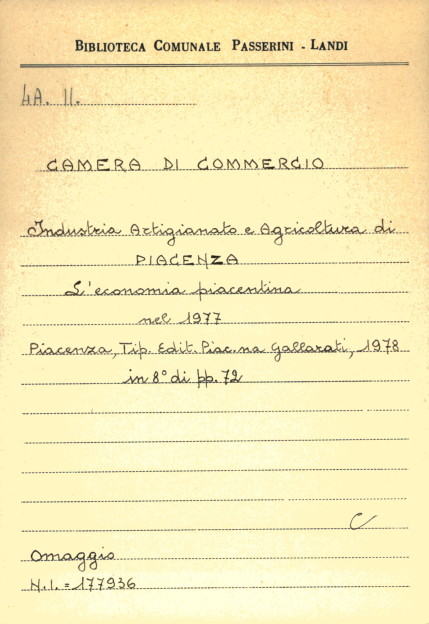 BIBLIOTECA COMUNALE PASSERINI - LANDI
4A. II.
CAMERA DI COMMERCIO
Industria Artigianato e Agricoltura di
PIACENZA
L'economia piacentina
nel 1977
Piacenza, Tip. Edit. Piac.na Gallarati, 1978
in 8° di pp. 72
C
Omaggio
N.I. = 177936